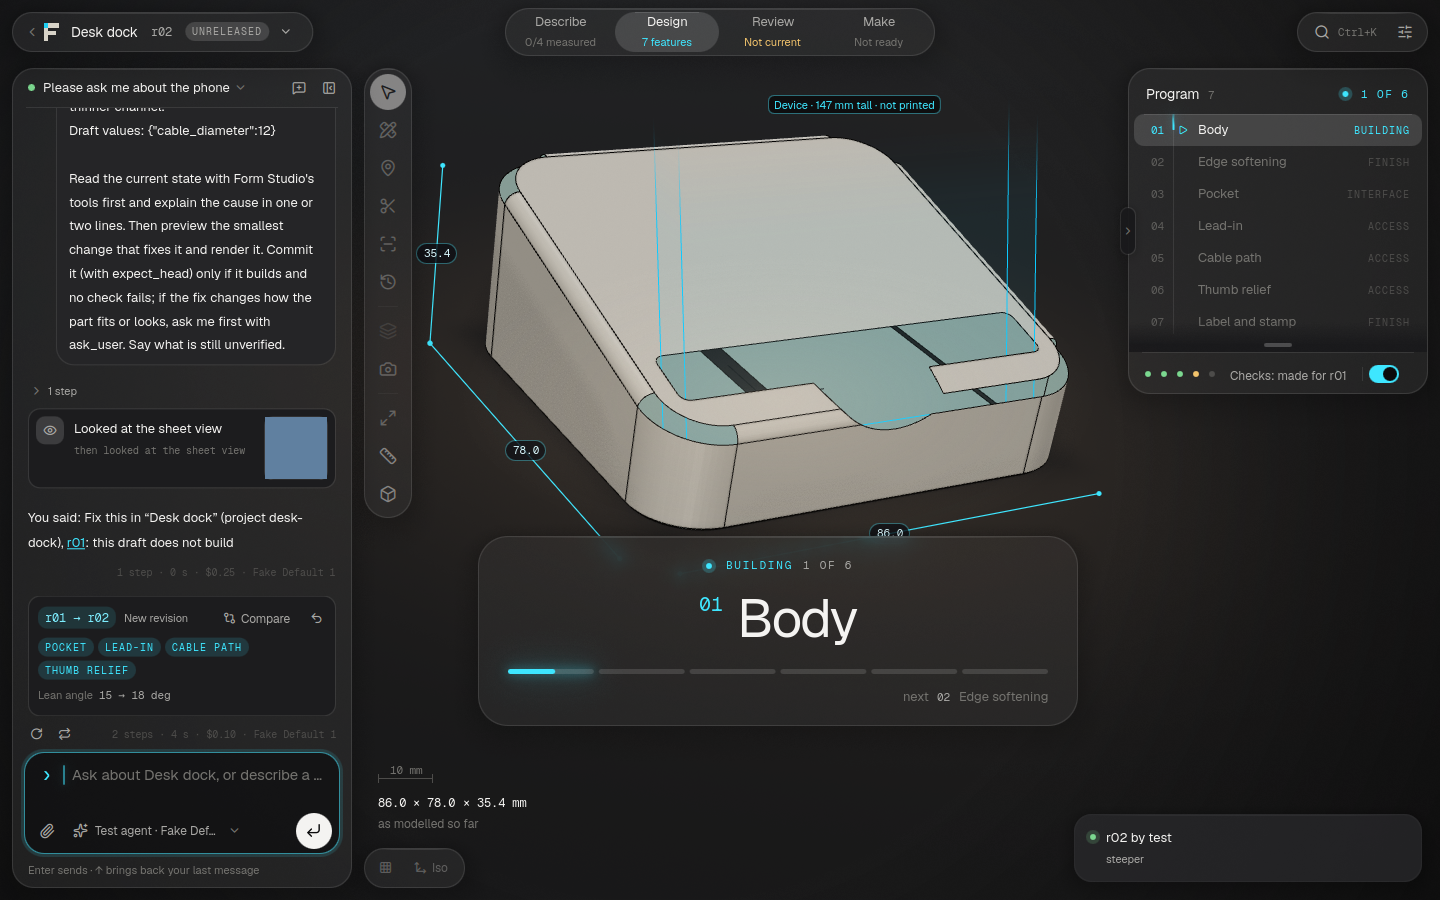 Desk dock r02 UNRELEASED
Describe
0/4 measured
Design
7 features
Review
Not current
Make
Not ready
Ctrl+K
Please ask me about the phone
thinner channel.
Draft values: {"cable_diameter":12}
Read the current state with Form Studio's
tools first and explain the cause in one or
two lines. Then preview the smallest
change that fixes it and render it. Commit
it (with expect_head) only if it builds and
no check fails; if the fix changes how the
part fits or looks, ask me first with
ask_user. Say what is still unverified.
1 step
Looked at the sheet view
then looked at the sheet view
You said: Fix this in “Desk dock” (project desk-
dock), r01: this draft does not build
1 step · 0 s · $0.25 · Fake Default 1
r01 → r02 New revision Compare
POCKET LEAD-IN CABLE PATH
THUMB RELIEF
Lean angle 15 → 18 deg
2 steps · 4 s · $0.10 · Fake Default 1
Ask about Desk dock, or describe a …
Test agent · Fake Def…
Enter sends · ↑ brings back your last message
Device · 147 mm tall · not printed
35.4
78.0
86.0
BUILDING 1 OF 6
01 Body
next 02 Edge softening
10 mm
86.0 × 78.0 × 35.4 mm
as modelled so far
Iso
Program 7 1 OF 6
01 Body BUILDING
02 Edge softening FINISH
03 Pocket INTERFACE
04 Lead-in ACCESS
05 Cable path ACCESS
06 Thumb relief ACCESS
07 Label and stamp FINISH
Checks: made for r01
r02 by test
steeper